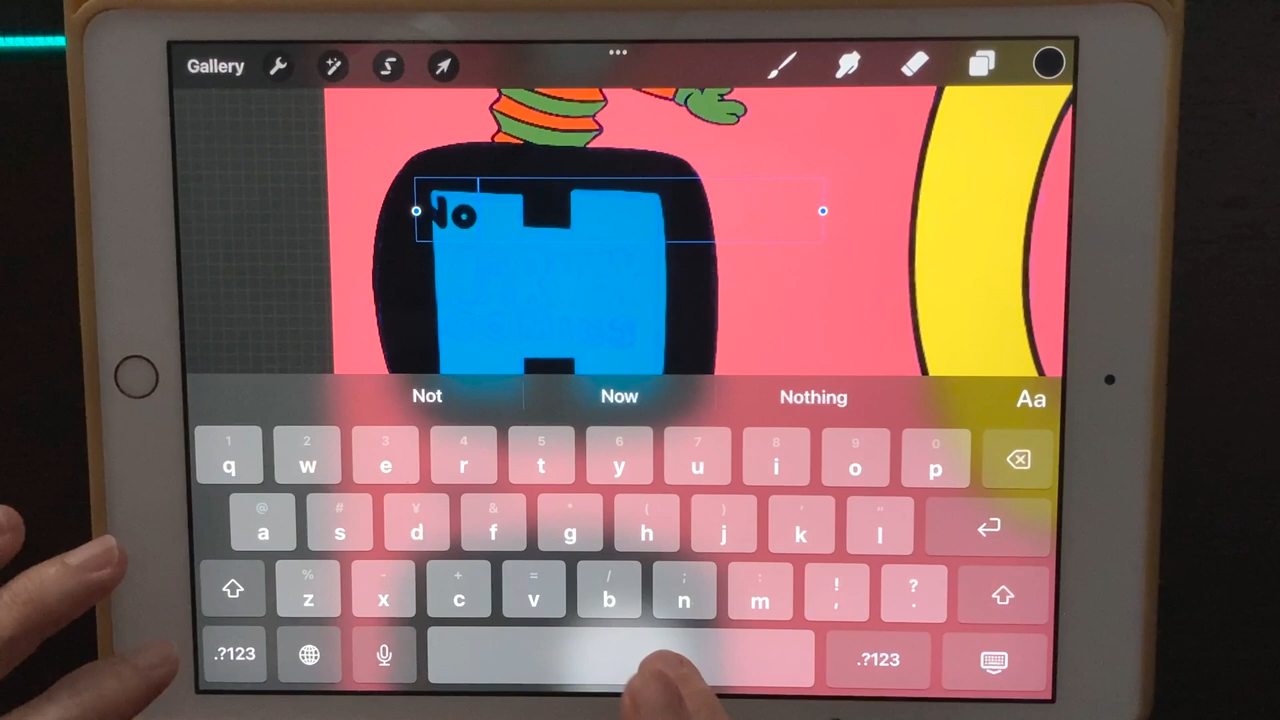 Gallery
No
Not Now Nothing Aa
1 2 3 4 5 6 7 8 9 0
q w e r t y u i o p
@ # ¥ & * ( ) ' "
a s d f g h j k l
% - + = / ; : ! ?
z x c v b n m , .
.?123 .?123